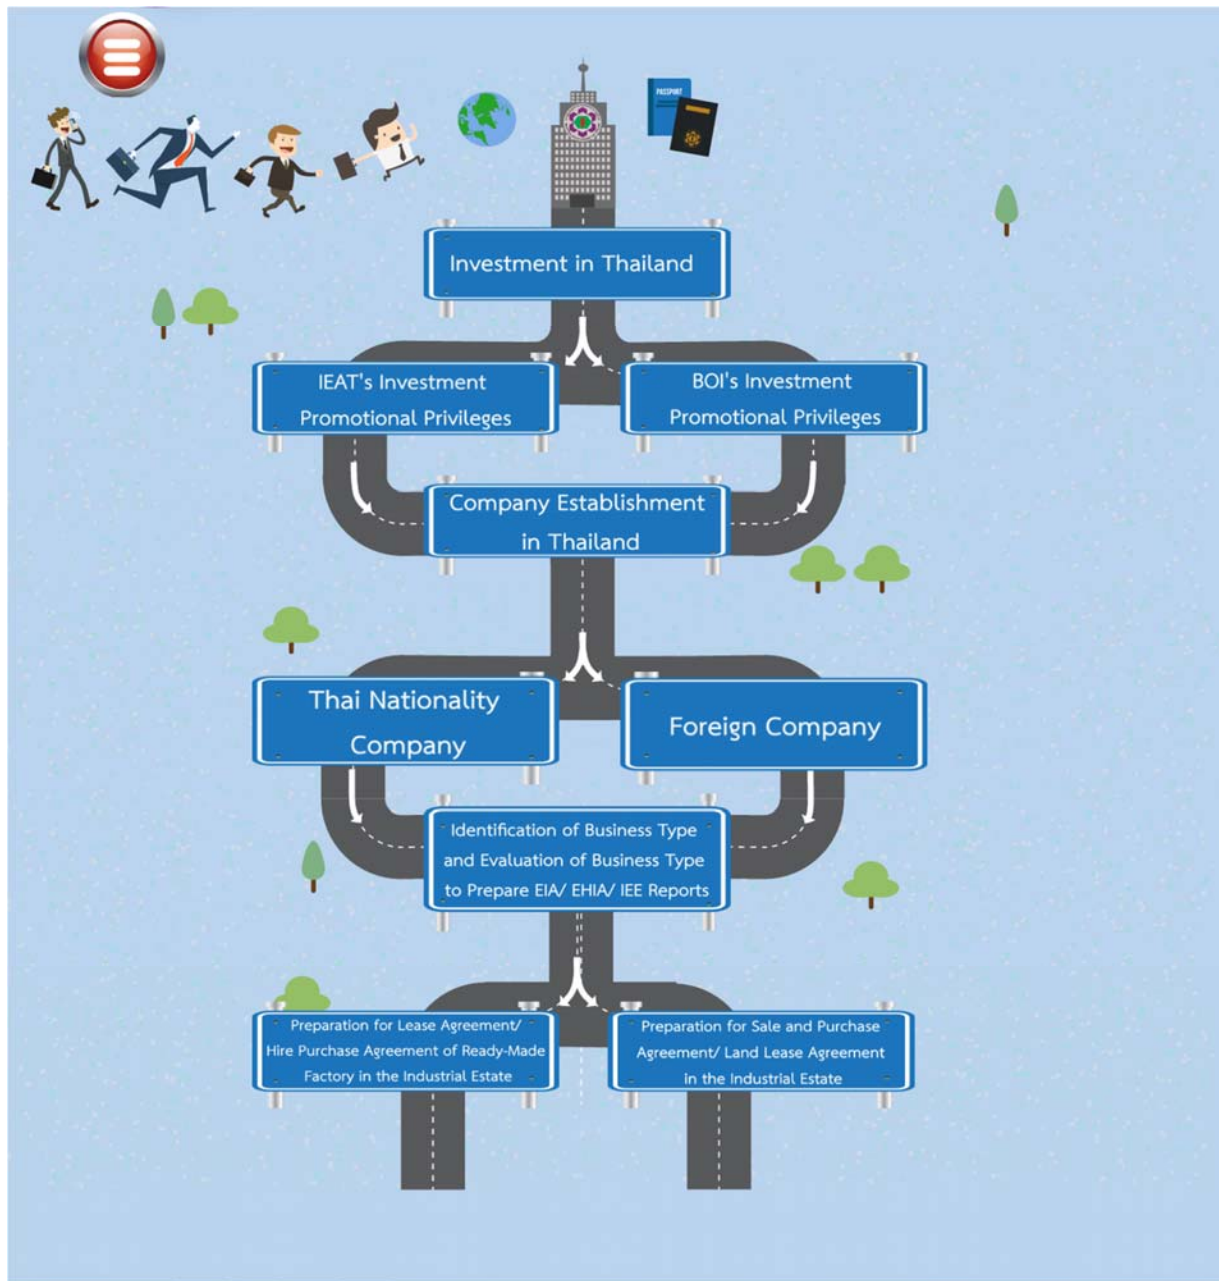 PASSPORT
Investment in Thailand
IEAT's Investment
Promotional Privileges
BOI's Investment
Promotional Privileges
Company Establishment
in Thailand
Thai Nationality
Company
Foreign Company
Identification of Business Type
and Evaluation of Business Type
to Prepare EIA/ EHIA/ IEE Reports
Preparation for Lease Agreement/
Hire Purchase Agreement of Ready-Made
Factory in the Industrial Estate
Preparation for Sale and Purchase
Agreement/ Land Lease Agreement
in the Industrial Estate